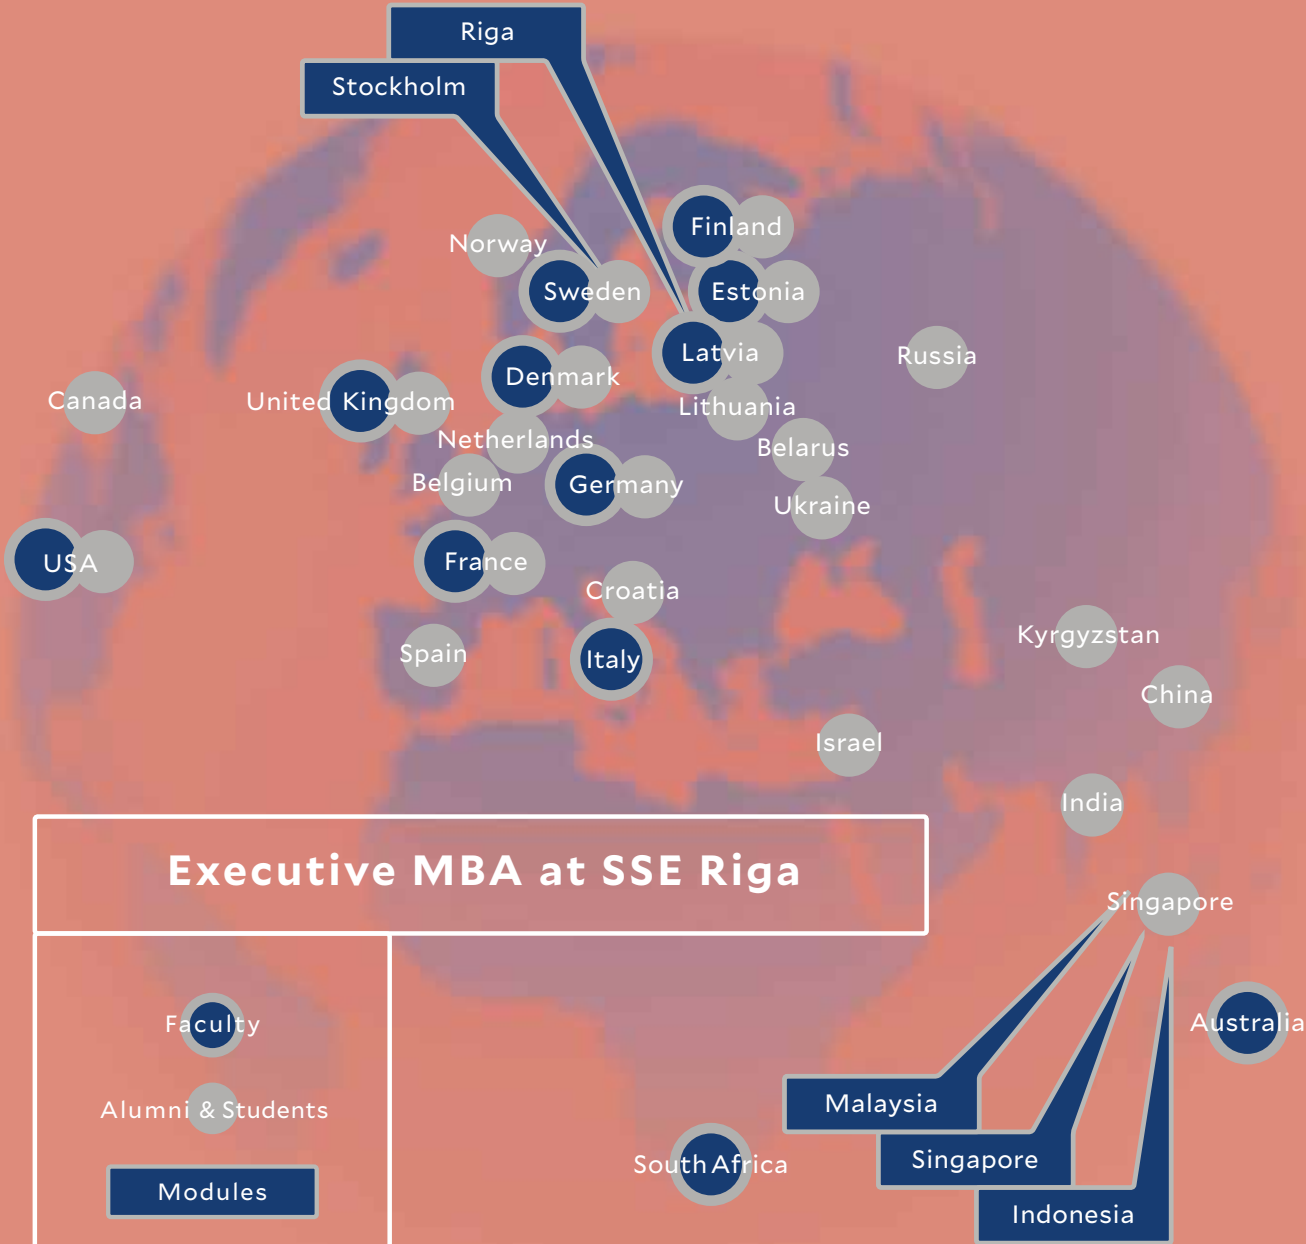 Riga
Stockholm
Finland
Norway
Sweden
Estonia
Latvia
Russia
Denmark
Canada
United Kingdom
Lithuania
Netherlands
Belarus
Belgium
Germany
Ukraine
USA
France
Croatia
Kyrgyzstan
Spain
Italy
China
Israel
India
Executive MBA at SSE Riga
Singapore
Faculty
Australia
Alumni & Students
Malaysia
Singapore
South Africa
Modules
Indonesia